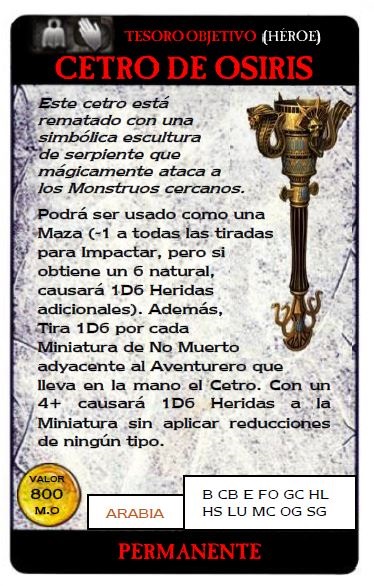 TESORO OBJETIVO (HÉROE)
CETRO DE OSIRIS
Este cetro está
rematado con una
simbólica escultura
de serpiente que
mágicamente ataca a
los Monstruos cercanos.
Podrá ser usado como una
Maza (-1 a todas las tiradas
para Impactar, pero si
obtiene un 6 natural,
causará 1D6 Heridas
adicionales). Además,
Tira 1D6 por cada
Miniatura de No Muerto
adyacente al Aventurero que
lleva en la mano el Cetro. Con un
4+ causará 1D6 Heridas a la
Miniatura sin aplicar reducciones
de ningún tipo.
VALOR
800
M.O
ARABIA
B CB E FO GC HL
HS LU MC OG SG
PERMANENTE